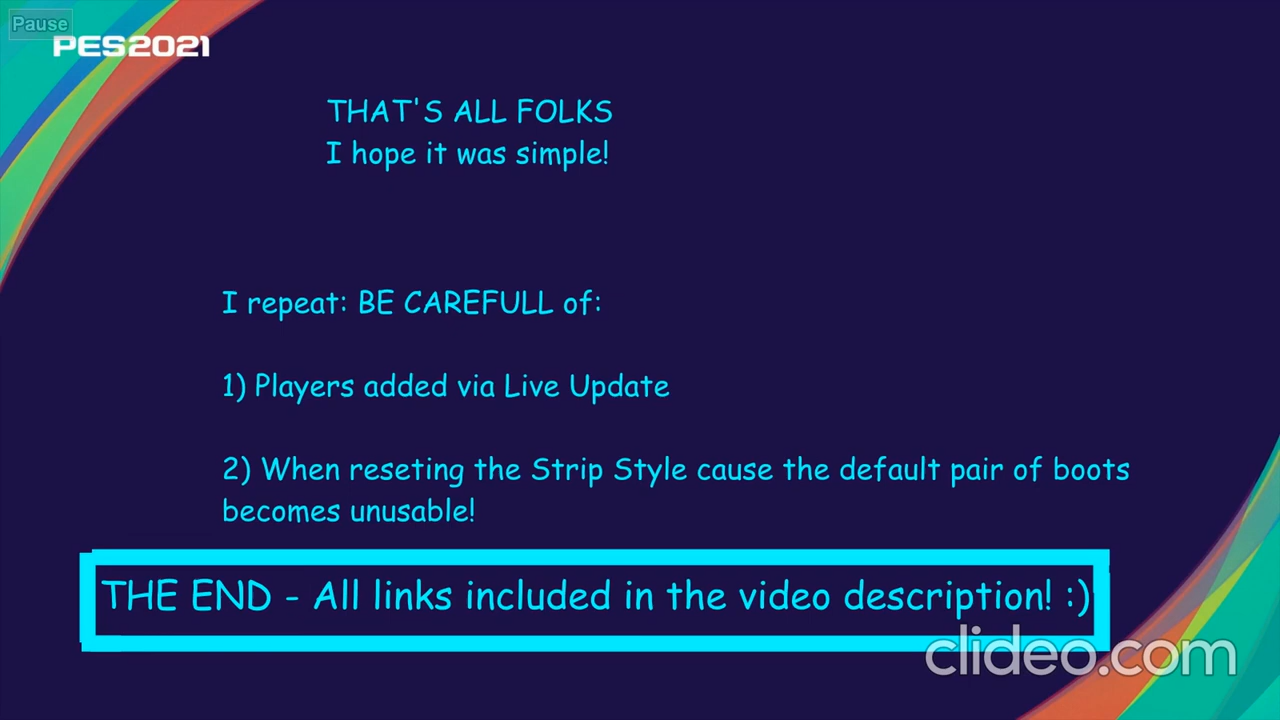 Pause
PES2021
THAT'S ALL FOLKS
I hope it was simple!
I repeat: BE CAREFULL of:
1) Players added via Live Update
2) When reseting the Strip Style cause the default pair of boots
becomes unusable!
THE END - All links included in the video description! :)
clideo.com